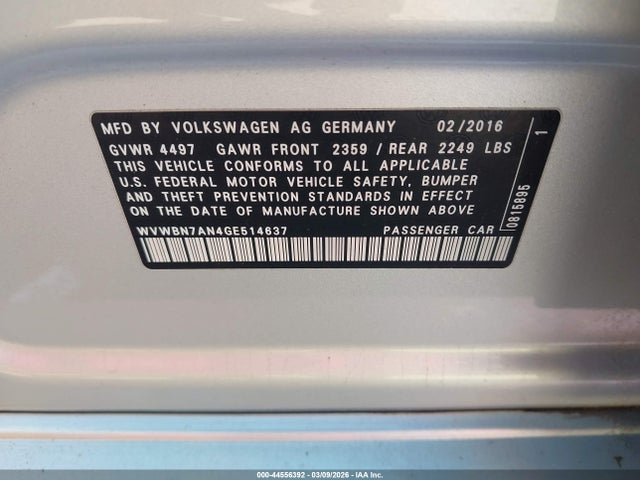 MFD BY VOLKSWAGEN AG GERMANY 02/2016
GVWR 4497 GAWR FRONT 2359 / REAR 2249 LBS
THIS VEHICLE CONFORMS TO ALL APPLICABLE
U.S. FEDERAL MOTOR VEHICLE SAFETY, BUMPER
AND THEFT PREVENTION STANDARDS IN EFFECT
ON THE DATE OF MANUFACTURE SHOWN ABOVE
WVWBN7AN4GE514637 PASSENGER CAR
0815895 1
000-44556392 - 03/09/2026 - IAA Inc.